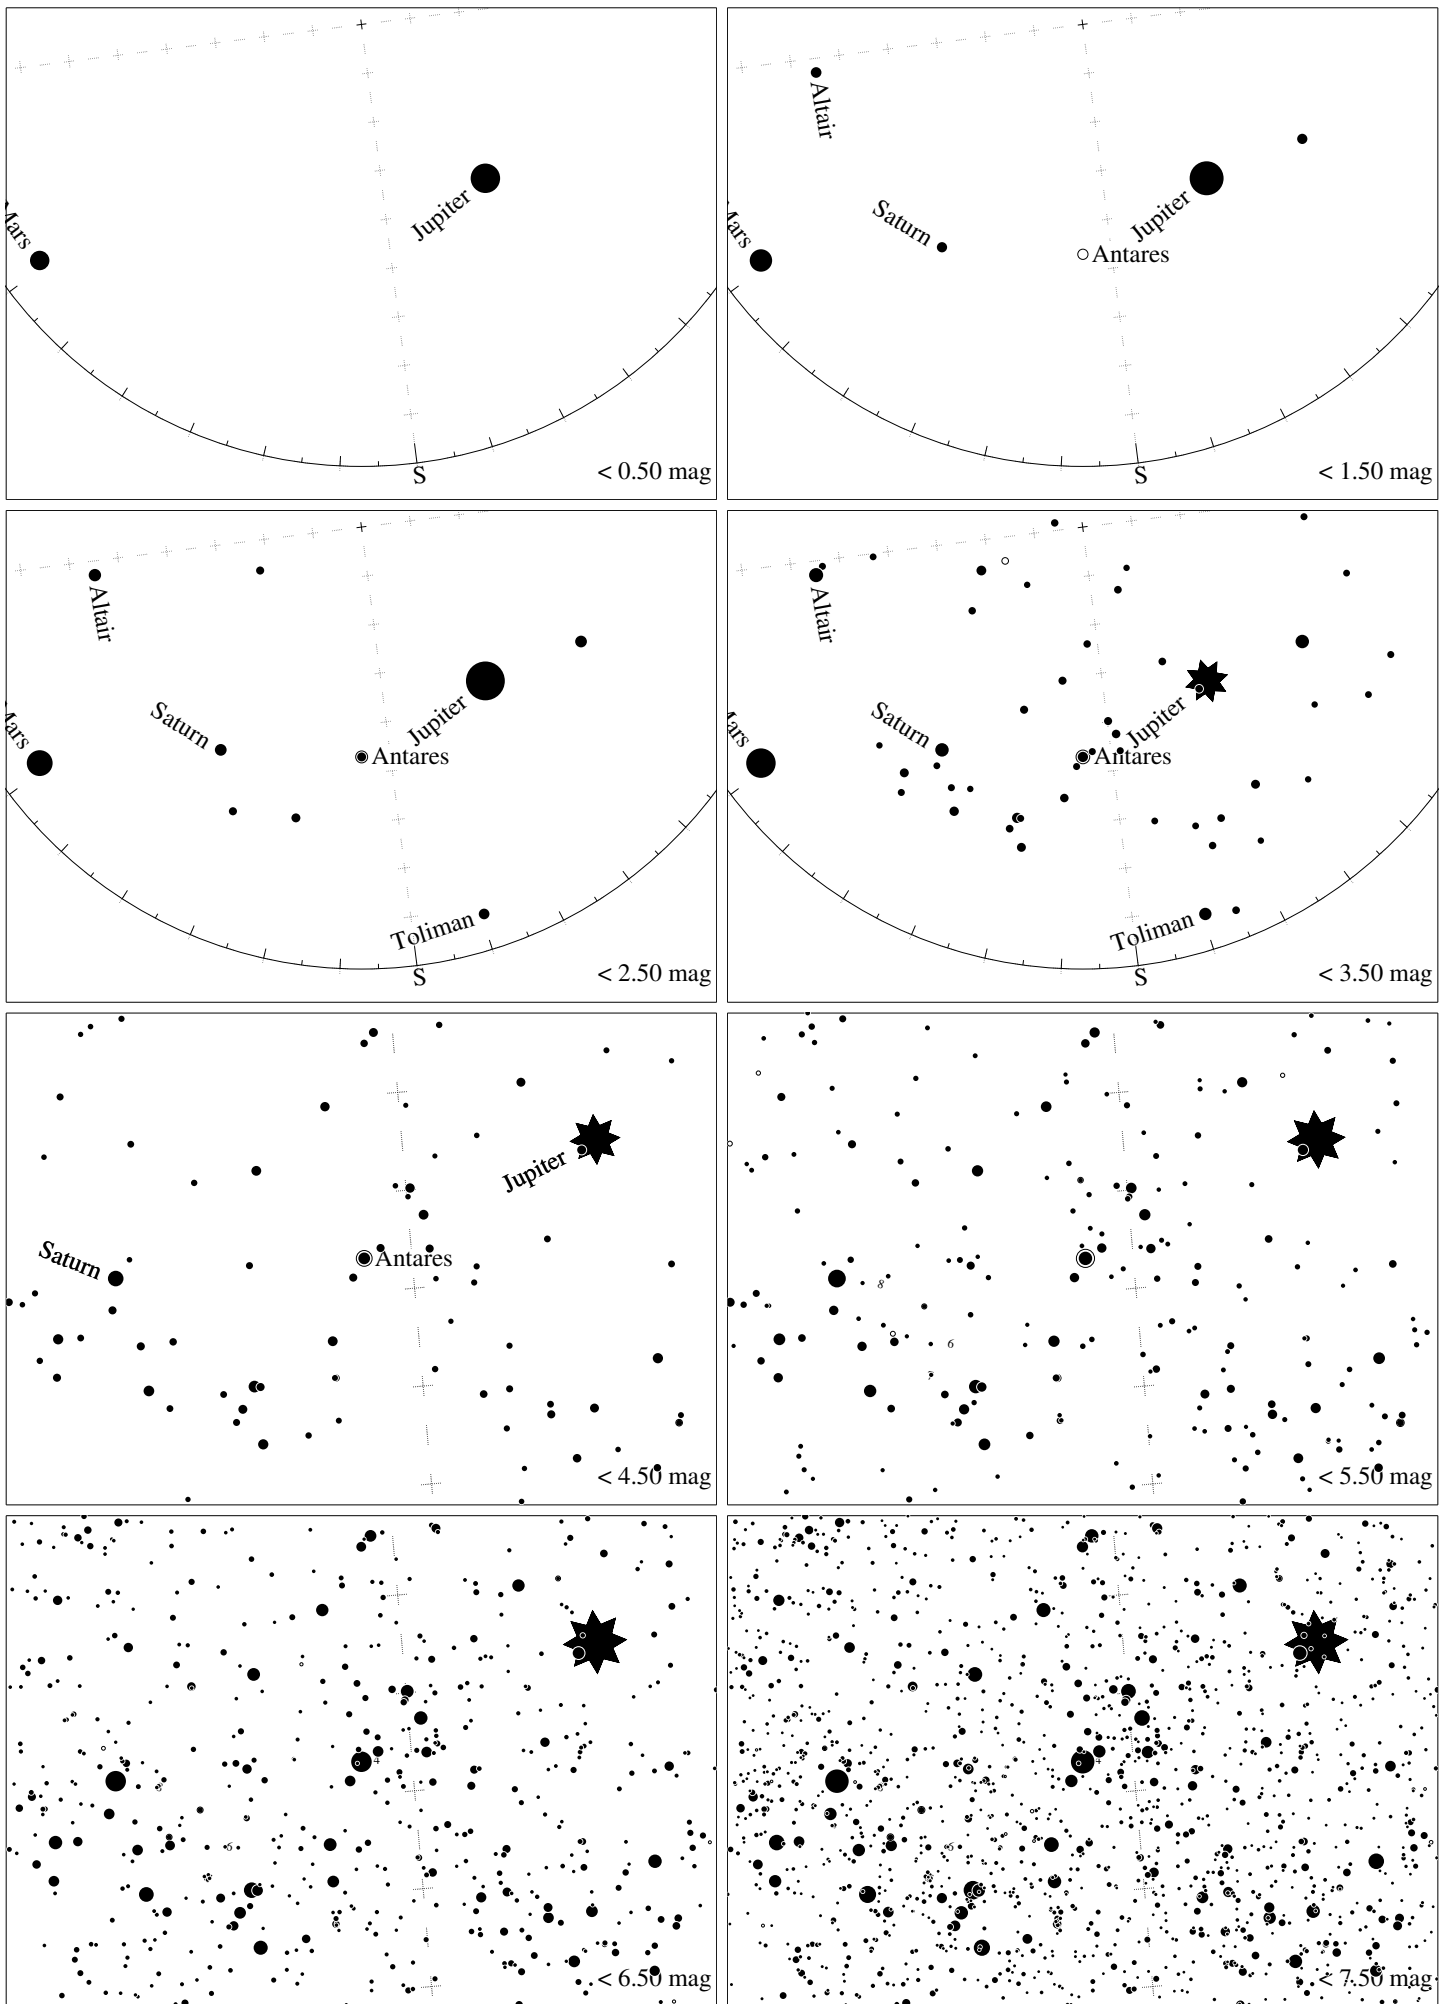 Mars
Jupiter
S
< 0.50 mag
Altair
Saturn
Mars
Jupiter
Antares
S
< 1.50 mag
Altair
Saturn
Mars
Jupiter
Antares
Toliman
S
< 2.50 mag
Altair
Saturn
Mars
Jupiter
Antares
Toliman
S
< 3.50 mag
Jupiter
Saturn
Antares
< 4.50 mag
8
6
< 5.50 mag
< 6.50 mag
< 7.50 mag